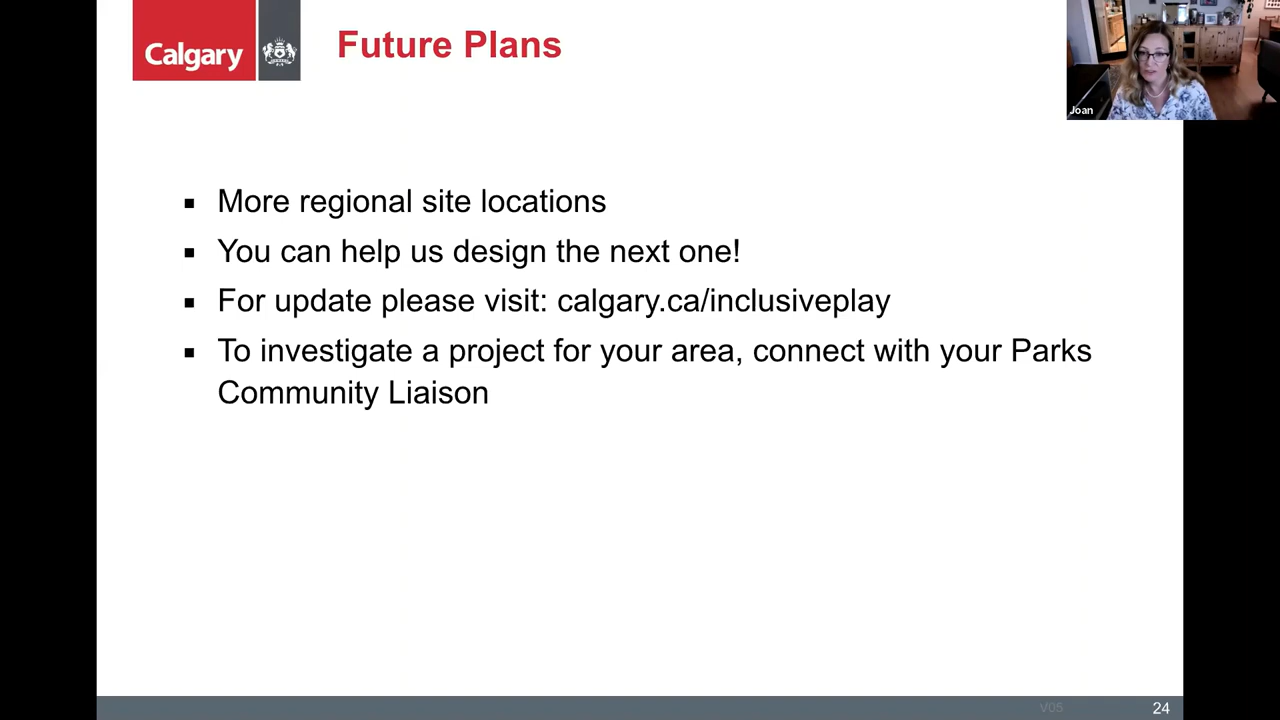 Calgary
Future Plans
Joan
More regional site locations
You can help us design the next one!
For update please visit: calgary.ca/inclusiveplay
To investigate a project for your area, connect with your Parks
Community Liaison
V05
24